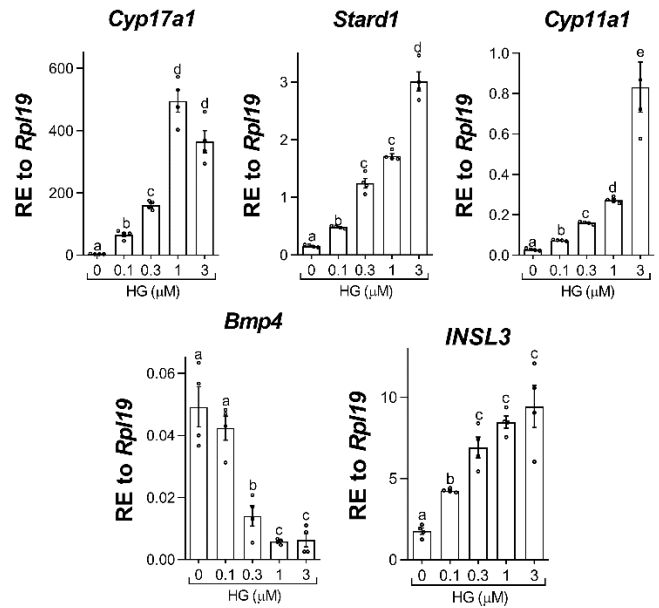 Cyp17a1
RE to Rpl19
600
400
200
0
a
b
c
d
d
0 0.1 0.3 1 3
HG (μM)
Stard1
RE to Rpl19
3
2
1
0
a
b
c
c
d
0 0.1 0.3 1 3
HG (μM)
Cyp11a1
RE to Rpl19
1.0
0.8
0.6
0.4
0.2
0.0
a
b
c
d
e
0 0.1 0.3 1 3
HG (μM)
Bmp4
RE to Rpl19
0.06
0.04
0.02
0.00
a
a
b
c
c
0 0.1 0.3 1 3
HG (μM)
INSL3
RE to Rpl19
10
5
0
a
b
c
c
c
0 0.1 0.3 1 3
HG (μM)